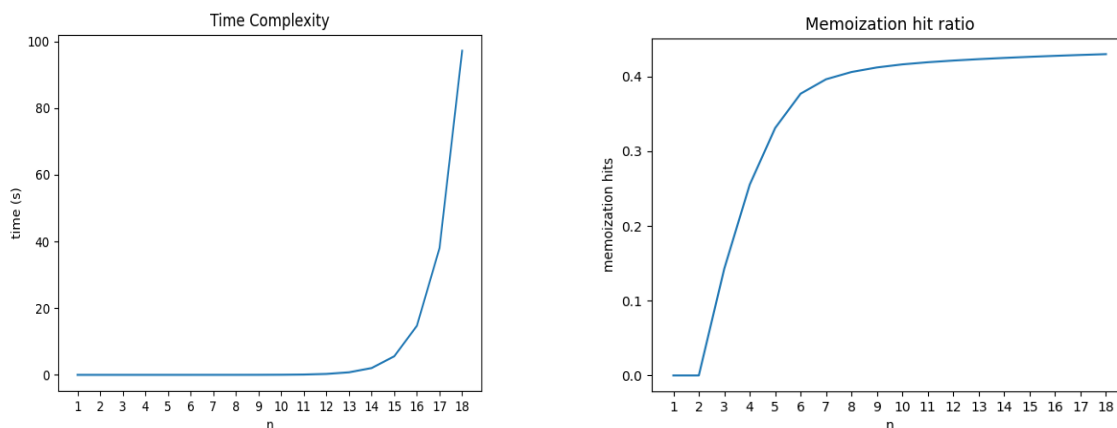 Time Complexity
100
80
60
40
20
0
time (s)
1 2 3 4 5 6 7 8 9 10 11 12 13 14 15 16 17 18
n
Memoization hit ratio
0.4
0.3
0.2
0.1
0.0
memoization hits
1 2 3 4 5 6 7 8 9 10 11 12 13 14 15 16 17 18
n